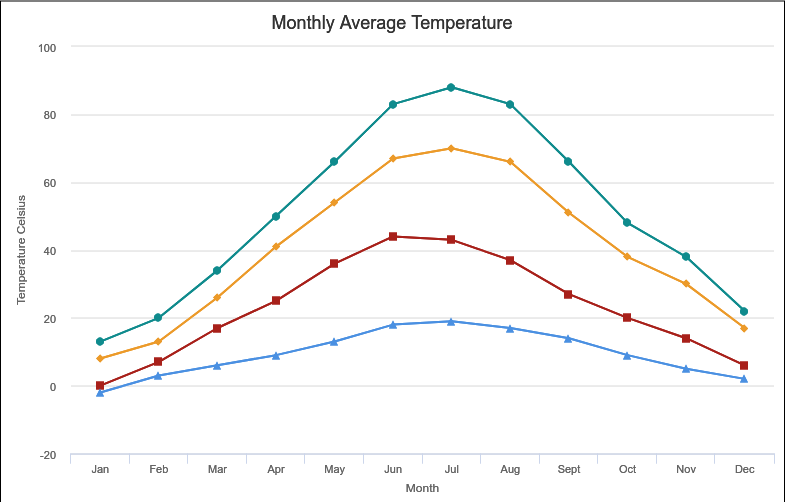 Monthly Average Temperature
100
80
60
40
20
0
-20
Temperature Celsius
Jan Feb Mar Apr May Jun Jul Aug Sept Oct Nov Dec
Month